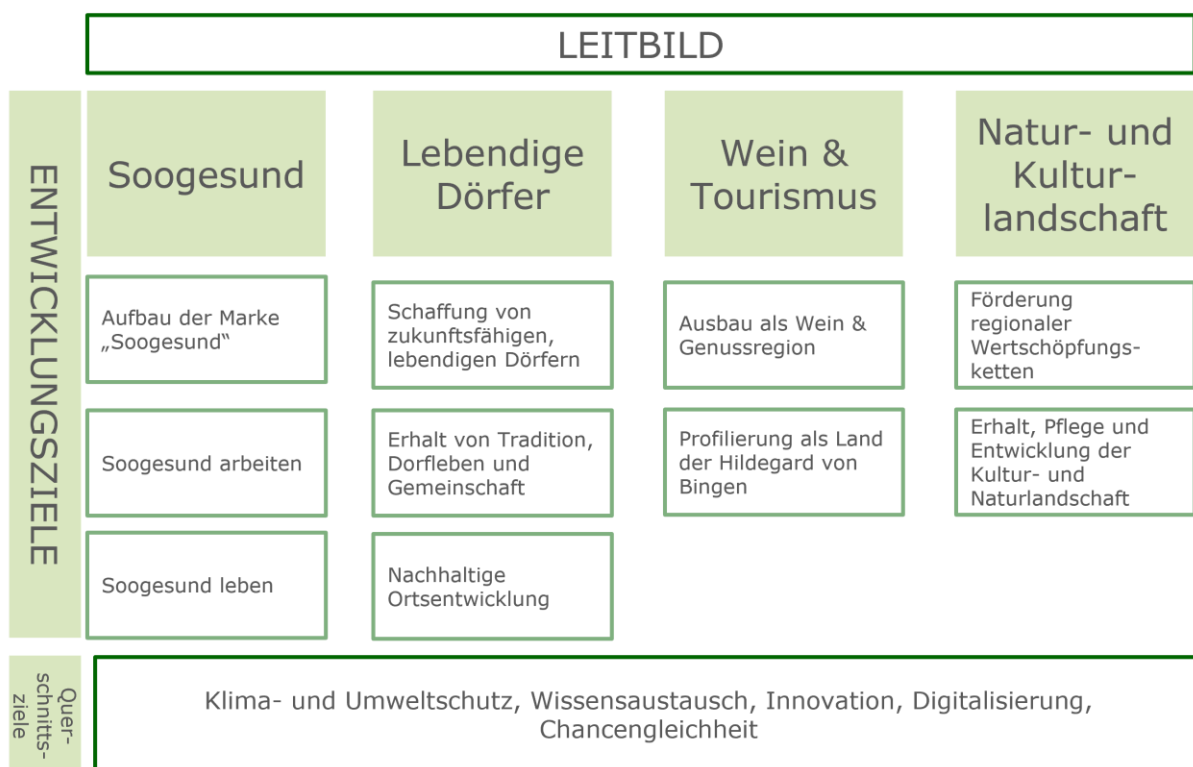 LEITBILD
ENTWICKLUNGSZIELE
Soogesund
Lebendige
Dörfer
Wein &
Tourismus
Natur- und
Kultur-
landschaft
Aufbau der Marke
„Soogesund“
Schaffung von
zukunftsfähigen,
lebendigen Dörfern
Ausbau als Wein &
Genussregion
Förderung
regionaler
Wertschöpfungs-
ketten
Soogesund arbeiten
Erhalt von Tradition,
Dorfleben und
Gemeinschaft
Profilierung als Land
der Hildegard von
Bingen
Erhalt, Pflege und
Entwicklung der
Kultur- und
Naturlandschaft
Soogesund leben
Nachhaltige
Ortsentwicklung
Quer-
schnitts-
ziele
Klima- und Umweltschutz, Wissensaustausch, Innovation, Digitalisierung,
Chancengleichheit